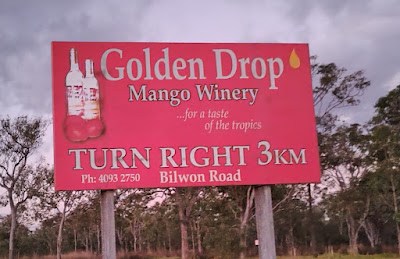 Golden Drop
Mango Winery
...for a taste
of the tropics
TURN RIGHT 3KM
Ph: 4093 2750 Bilwon Road